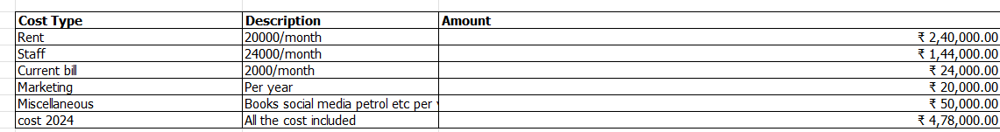 Cost Type Description Amount
Rent 20000/month ₹ 2,40,000.00
Staff 24000/month ₹ 1,44,000.00
Current bill 2000/month ₹ 24,000.00
Marketing Per year ₹ 20,000.00
Miscellaneous Books social media petrol etc per ₹ 50,000.00
cost 2024 All the cost included ₹ 4,78,000.00